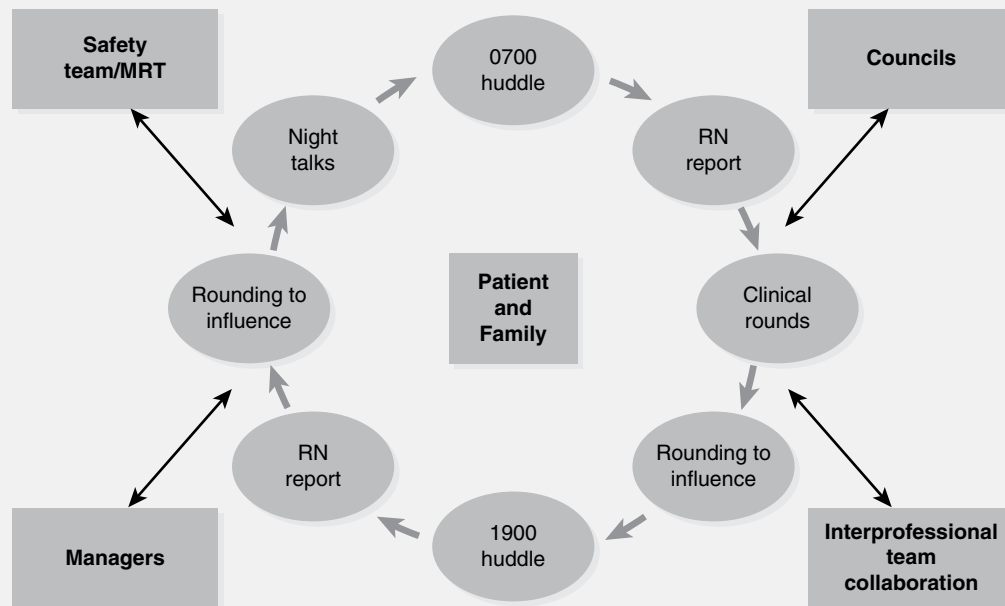 Safety
team/MRT
0700
huddle
Councils
Night
talks
RN
report
Rounding to
influence
Patient
and
Family
Clinical
rounds
RN
report
Rounding to
influence
Managers
1900
huddle
Interprofessional
team
collaboration